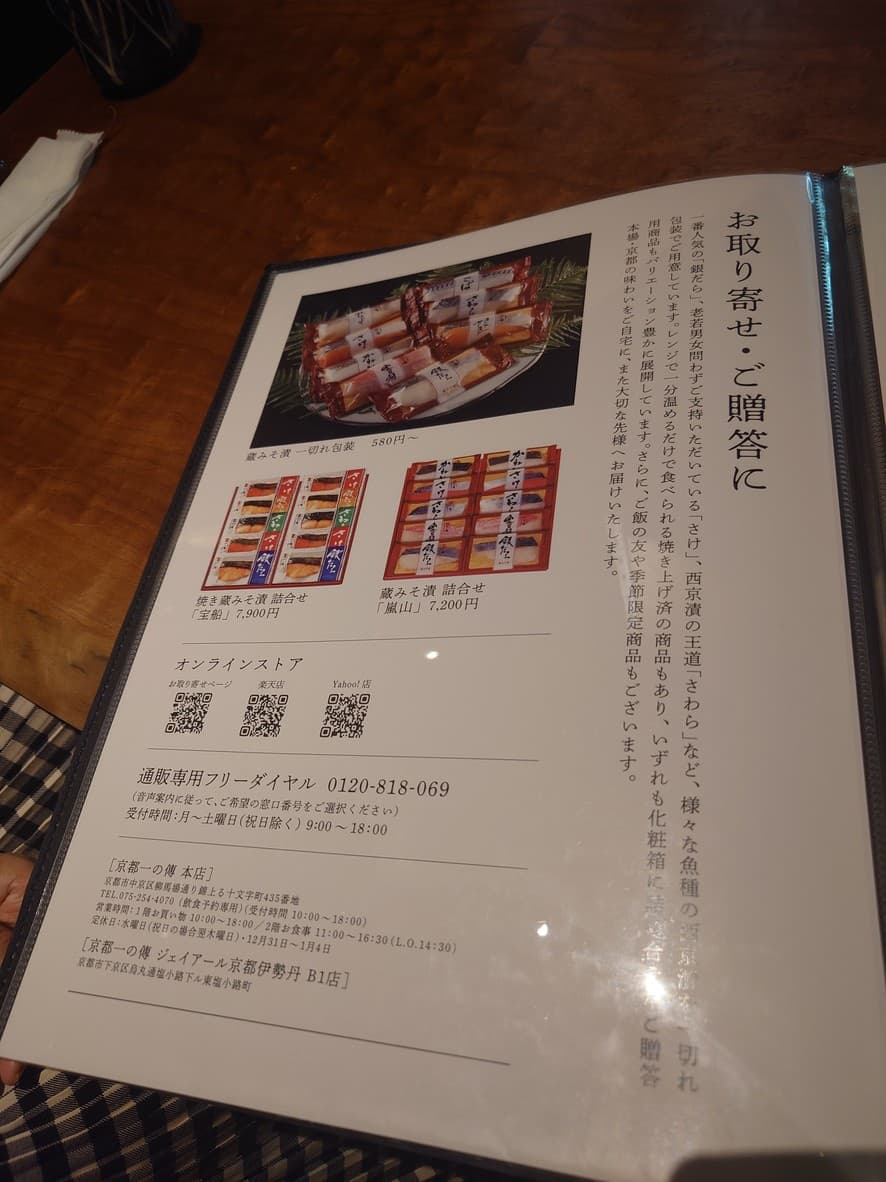 お取り寄せ・ご贈答に
一番人気の「銀だら」、老若男女問わずご支持いただいている「さけ」、西京漬の王道「さわら」など、様々な魚種の西京漬を一切れ
包装でご用意しています。レンジで一分温めるだけで食べられる焼き上げ済の商品もあり、いずれも化粧箱に
ご贈答
用商品もバリエーション豊かに展開しています。さらに、ご飯の友や季節限定商品もございます。
本場・京都の味わいをご自宅に、また大切な先様へお届けいたします。
さわら
さけ
銀だら
蔵みそ漬 一切れ包装 580円〜
さけ
銀だら
焼き蔵みそ漬 詰合せ
「宝船」7,900円
銀だら
蔵みそ漬 詰合せ
「嵐山」7,200円
オンラインストア
お取り寄せページ
楽天店
Yahoo! 店
通販専用フリーダイヤル 0120-818-069
(音声案内に従って、ご希望の窓口番号をご選択ください)
受付時間:月〜土曜日(祝日除く) 9:00〜18:00
[京都一の傳 本店]
京都市中京区柳馬場通り錦上る十文字町435番地
TEL.075-254-4070 (飲食予約専用)(受付時間 10:00〜18:00)
営業時間:1階お買い物 10:00〜18:00/2階お食事 11:00〜16:30(L.O.14:30)
定休日:水曜日(祝日の場合翌木曜日)・12月31日〜1月4日
[京都一の傳 ジェイアール京都伊勢丹 B1店]
京都市下京区烏丸通塩小路下ル東塩小路町